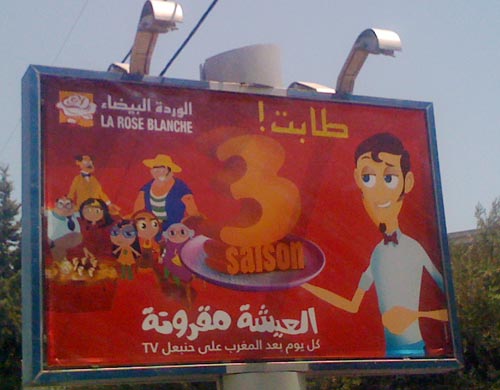 الوردة البيضاء
LA ROSE BLANCHE
طابت !
3
saison
العيشة مقرونة
كل يوم بعد المغرب على حنبعل TV